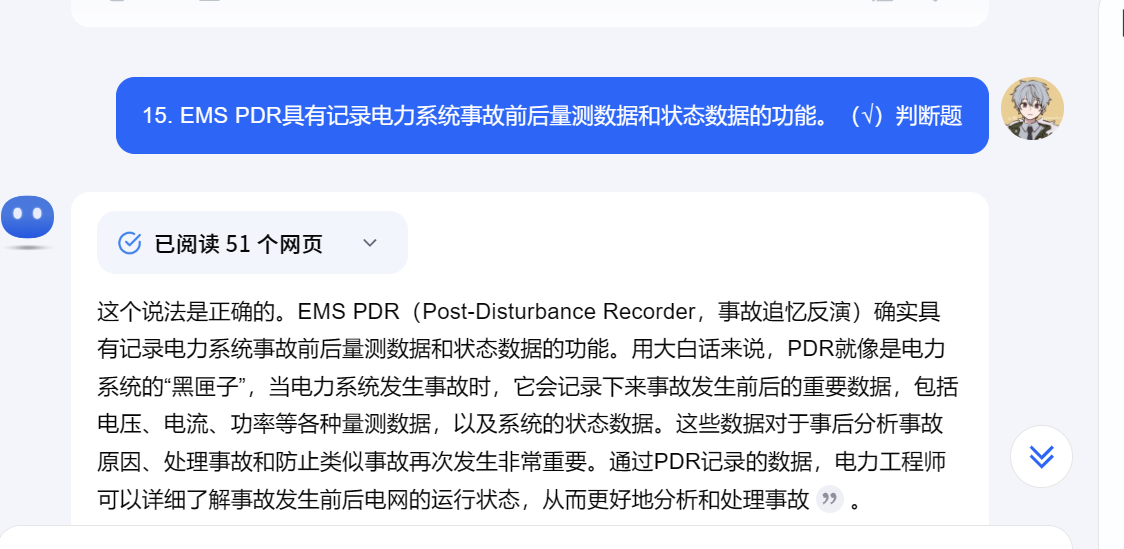 15. EMS PDR具有记录电力系统事故前后量测数据和状态数据的功能。（√）判断题
已阅读 51 个网页
这个说法是正确的。EMS PDR（Post-Disturbance Recorder，事故追忆反演）确实具
有记录电力系统事故前后量测数据和状态数据的功能。用大白话来说，PDR就像是电力
系统的“黑匣子”，当电力系统发生事故时，它会记录下来事故发生前后的重要数据，包括
电压、电流、功率等各种量测数据，以及系统的状态数据。这些数据对于事后分析事故
原因、处理事故和防止类似事故再次发生非常重要。通过PDR记录的数据，电力工程师
可以详细了解事故发生前后电网的运行状态，从而更好地分析和处理事故 ” 。